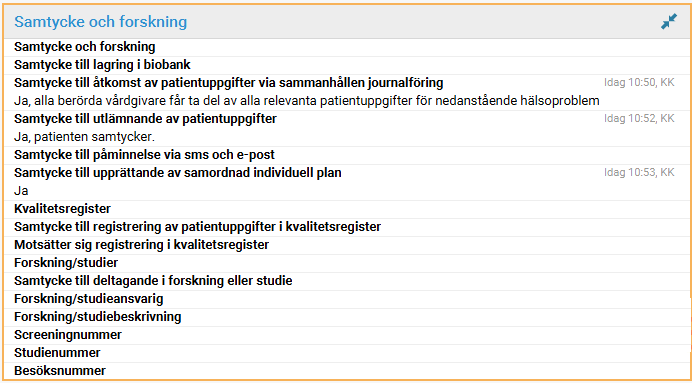 Samtycke och forskning
Samtycke och forskning
Samtycke till lagring i biobank
Samtycke till åtkomst av patientuppgifter via sammanhållen journalföring Idag 10:50, KK
Ja, alla berörda vårdgivare får ta del av alla relevanta patientuppgifter för nedanstående hälsoproblem
Samtycke till utlämnande av patientuppgifter Idag 10:52, KK
Ja, patienten samtycker.
Samtycke till påminnelse via sms och e-post
Samtycke till upprättande av samordnad individuell plan Idag 10:53, KK
Ja
Kvalitetsregister
Samtycke till registrering av patientuppgifter i kvalitetsregister
Motsätter sig registrering i kvalitetsregister
Forskning/studier
Samtycke till deltagande i forskning eller studie
Forskning/studieansvarig
Forskning/studiebeskrivning
Screeningnummer
Studienummer
Besöksnummer